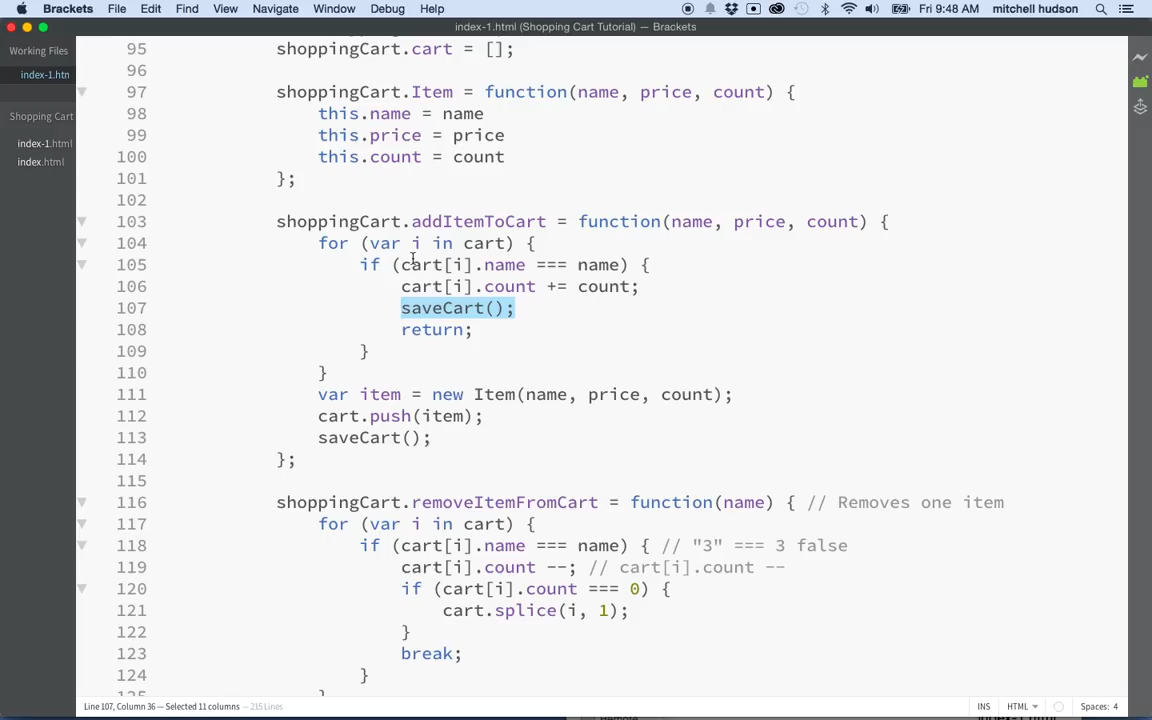 Brackets File Edit Find View Navigate Window Debug Help Fri 9:48 AM mitchell hudson
index-1.html (Shopping Cart Tutorial) — Brackets
Working Files
index-1.htn
Shopping Cart
index-1.html
index.html
95 shoppingCart.cart = [];
96
97 shoppingCart.Item = function(name, price, count) {
98 this.name = name
99 this.price = price
100 this.count = count
101 };
102
103 shoppingCart.addItemToCart = function(name, price, count) {
104 for (var i in cart) {
105 if (cart[i].name === name) {
106 cart[i].count += count;
107 saveCart();
108 return;
109 }
110 }
111 var item = new Item(name, price, count);
112 cart.push(item);
113 saveCart();
114 };
115
116 shoppingCart.removeItemFromCart = function(name) { // Removes one item
117 for (var i in cart) {
118 if (cart[i].name === name) { // "3" === 3 false
119 cart[i].count --; // cart[i].count --
120 if (cart[i].count === 0) {
121 cart.splice(i, 1);
122 }
123 break;
124 }
125 }
Line 107, Column 36 — Selected 11 columns — 215 Lines INS HTML Spaces: 4